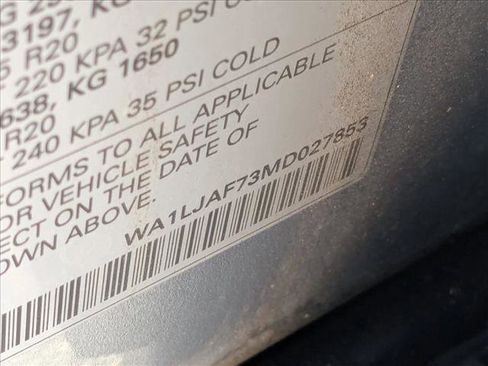 3197, KG
R20
220 KPA 32 PSI COLD
638, KG 1650
R20
240 KPA 35 PSI COLD
FORMS TO ALL APPLICABLE
OR VEHICLE SAFETY
ECT ON THE DATE OF
OWN ABOVE.
WA1LJAF73MD027853